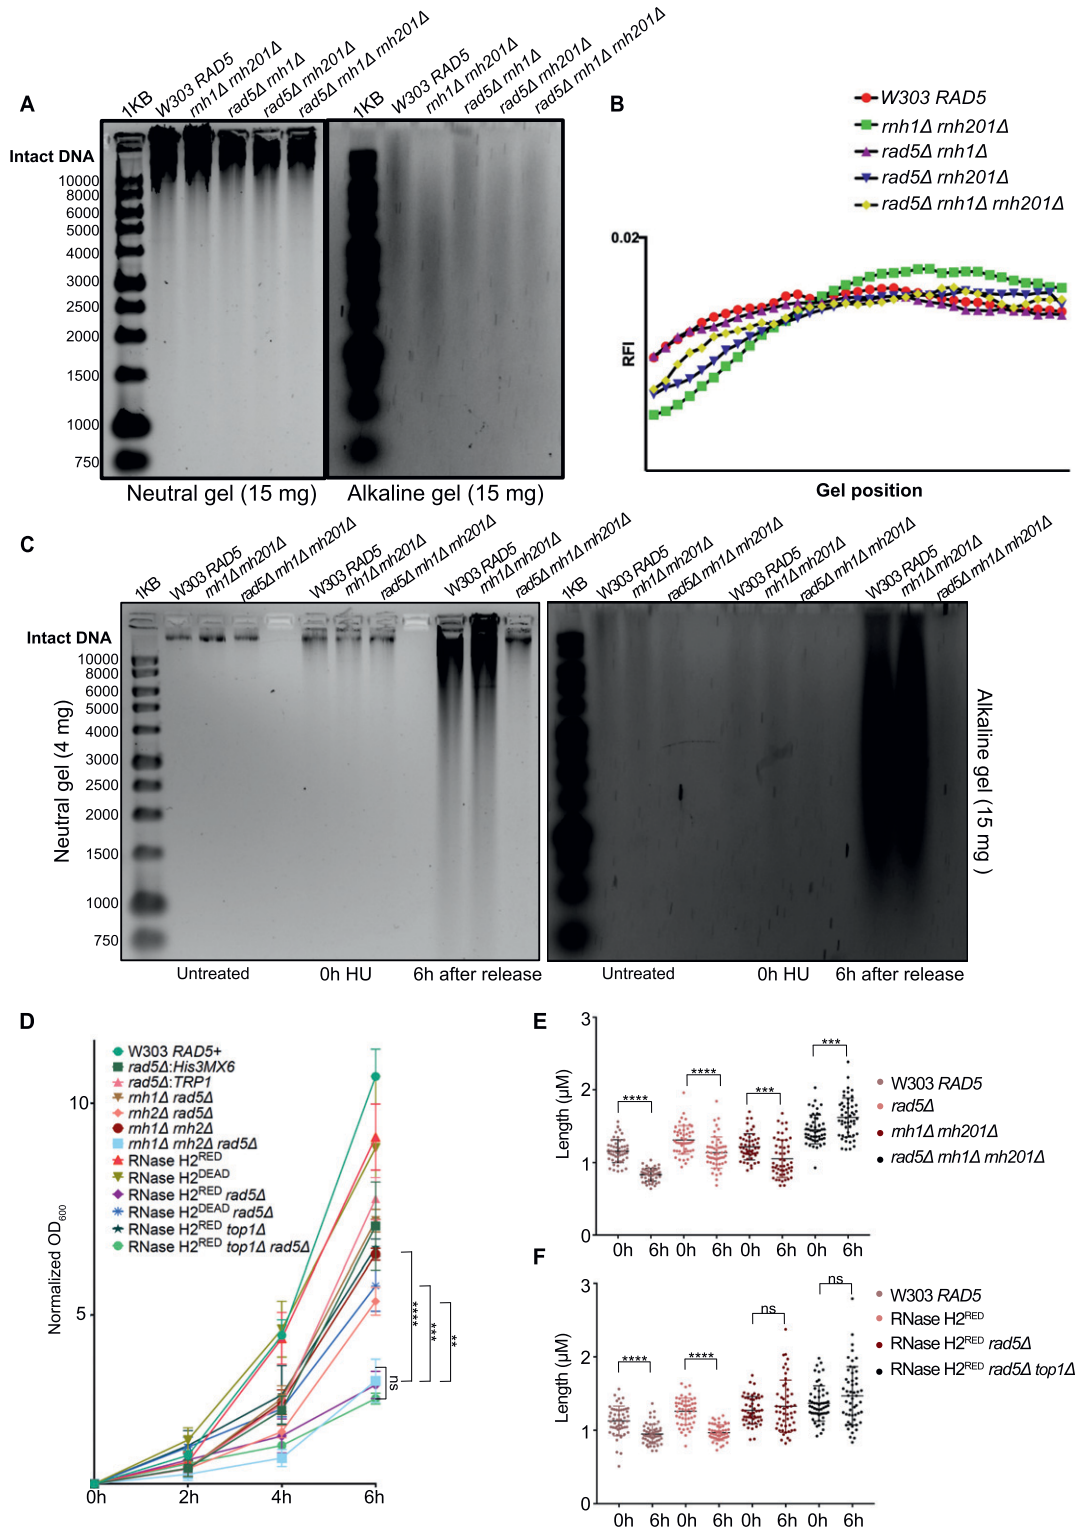 A
1KB
W303 RAD5
rnh1Δ rnh201Δ
rad5Δ rnh1Δ
rad5Δ rnh201Δ
rad5Δ rnh1Δ rnh201Δ
1KB
W303 RAD5
rnh1Δ rnh201Δ
rad5Δ rnh1Δ
rad5Δ rnh201Δ
rad5Δ rnh1Δ rnh201Δ
Intact DNA
10000
8000
6000
5000
4000
3000
2500
2000
1500
1000
750
Neutral gel (15 mg)
Alkaline gel (15 mg)
B
W303 RAD5
rnh1Δ rnh201Δ
rad5Δ rnh1Δ
rad5Δ rnh201Δ
rad5Δ rnh1Δ rnh201Δ
0.02
RFI
Gel position
C
1KB
W303 RAD5
rnh1Δ rnh201Δ
rad5Δ rnh1Δ rnh201Δ
W303 RAD5
rnh1Δ rnh201Δ
rad5Δ rnh1Δ rnh201Δ
W303 RAD5
rnh1Δ rnh201Δ
rad5Δ rnh1Δ rnh201Δ
1KB
W303 RAD5
rnh1Δ rnh201Δ
rad5Δ rnh1Δ rnh201Δ
W303 RAD5
rnh1Δ rnh201Δ
rad5Δ rnh1Δ rnh201Δ
W303 RAD5
rnh1Δ rnh201Δ
rad5Δ rnh1Δ rnh201Δ
Intact DNA
10000
8000
6000
5000
4000
3000
2500
2000
1500
1000
750
Neutral gel (4 mg)
Alkaline gel (15 mg )
Untreated
0h HU
6h after release
Untreated
0h HU
6h after release
D
W303 RAD5+
rad5Δ:His3MX6
rad5Δ:TRP1
rnh1Δ rad5Δ
rnh2Δ rad5Δ
rnh1Δ rnh2Δ
rnh1Δ rnh2Δ rad5Δ
RNase H2RED
RNase H2DEAD
RNase H2RED rad5Δ
RNase H2DEAD rad5Δ
RNase H2RED top1Δ
RNase H2RED top1Δ rad5Δ
10
5
Normalized OD600
0h
2h
4h
6h
****
***
**
ns
E
3
2
1
0
Length (µM)
****
****
***
***
0h
6h
0h
6h
0h
6h
0h
6h
W303 RAD5
rad5Δ
rnh1Δ rnh201Δ
rad5Δ rnh1Δ rnh201Δ
F
3
2
1
0
Length (µM)
****
****
ns
ns
0h
6h
0h
6h
0h
6h
0h
6h
W303 RAD5
RNase H2RED
RNase H2RED rad5Δ
RNase H2RED rad5Δ top1Δ